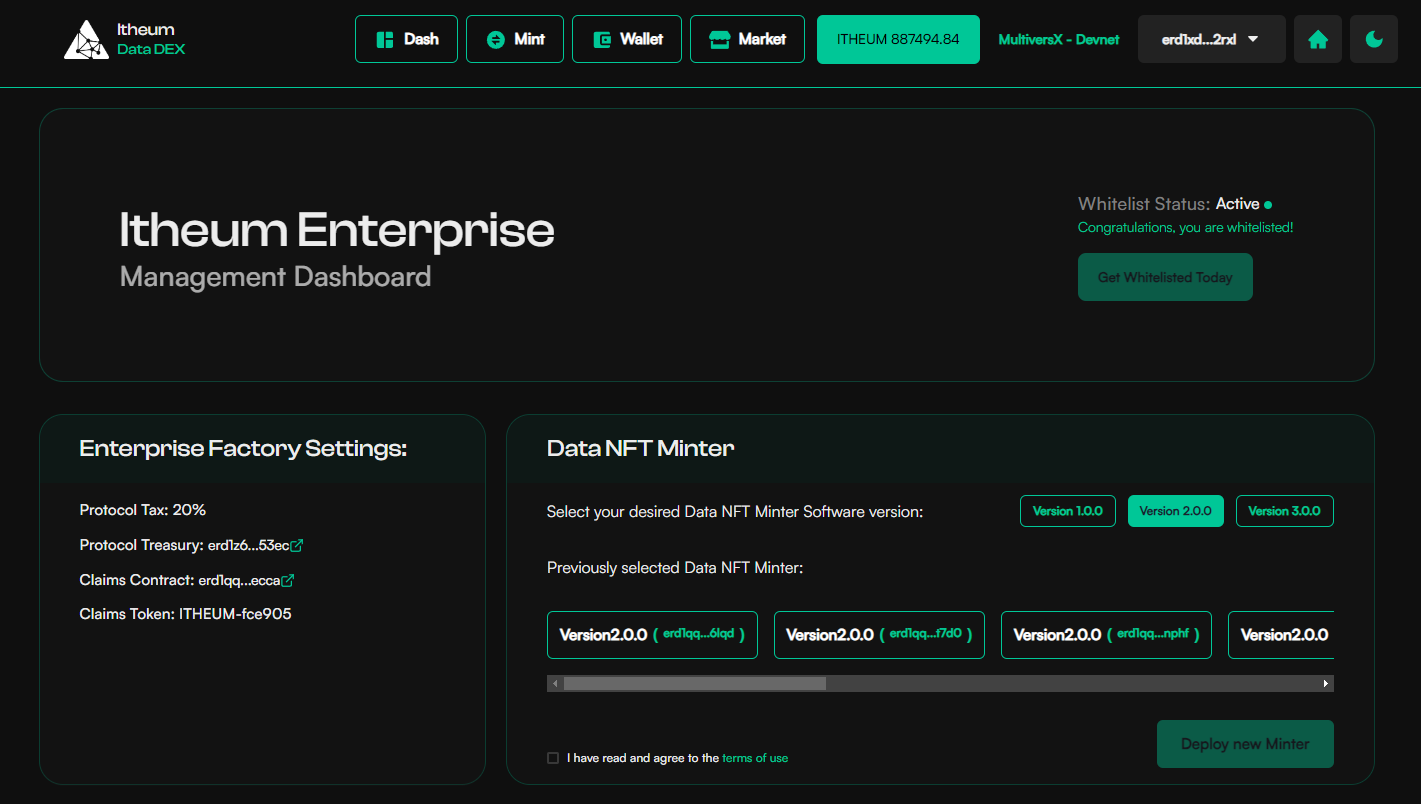 Itheum
Data DEX
Dash
Mint
Wallet
Market
ITHEUM 887494.84
MultiversX - Devnet
erd1xd...2rxl
Itheum Enterprise
Management Dashboard
Whitelist Status: Active
Congratulations, you are whitelisted!
Get Whitelisted Today
Enterprise Factory Settings:
Protocol Tax: 20%
Protocol Treasury: erd1z6...53ec
Claims Contract: erd1qq...ecca
Claims Token: ITHEUM-fce905
Data NFT Minter
Select your desired Data NFT Minter Software version:
Version 1.0.0
Version 2.0.0
Version 3.0.0
Previously selected Data NFT Minter:
Version2.0.0 ( erd1qq...6lqd )
Version2.0.0 ( erd1qq...f7d0 )
Version2.0.0 ( erd1qq...nphf )
Version2.0.0
I have read and agree to the terms of use
Deploy new Minter